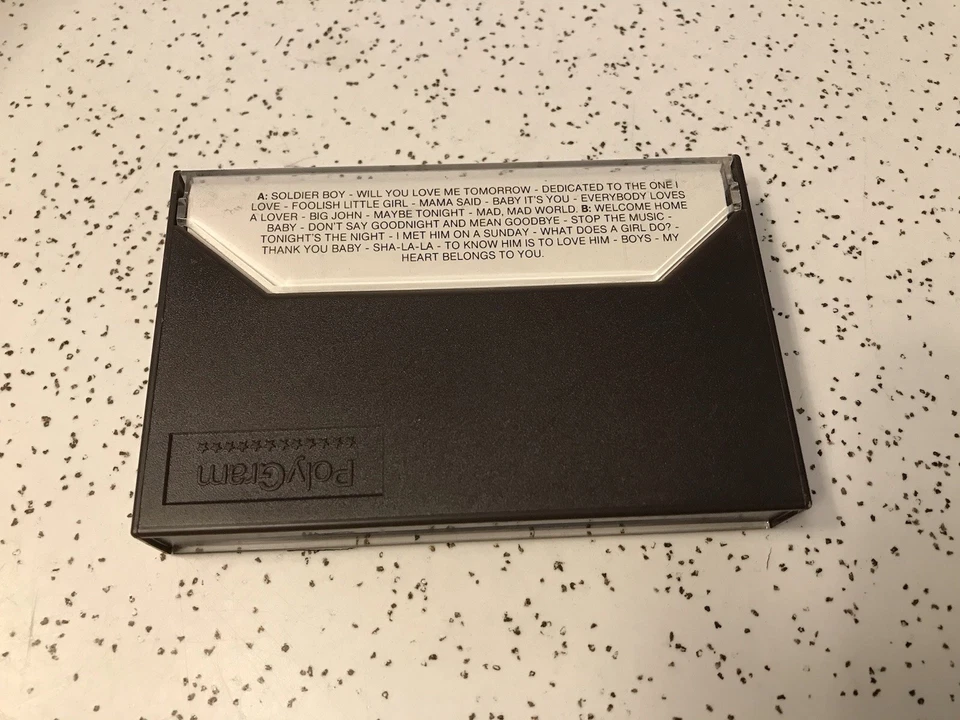 A: SOLDIER BOY - WILL YOU LOVE ME TOMORROW - DEDICATED TO THE ONE I
LOVE - FOOLISH LITTLE GIRL - MAMA SAID - BABY IT'S YOU - EVERYBODY LOVES
A LOVER - BIG JOHN - MAYBE TONIGHT - MAD, MAD WORLD. B: WELCOME HOME
BABY - DON'T SAY GOODNIGHT AND MEAN GOODBYE - STOP THE MUSIC -
TONIGHT'S THE NIGHT - I MET HIM ON A SUNDAY - WHAT DOES A GIRL DO? -
THANK YOU BABY - SHA-LA-LA - TO KNOW HIM IS TO LOVE HIM - BOYS - MY
HEART BELONGS TO YOU.
PolyGram